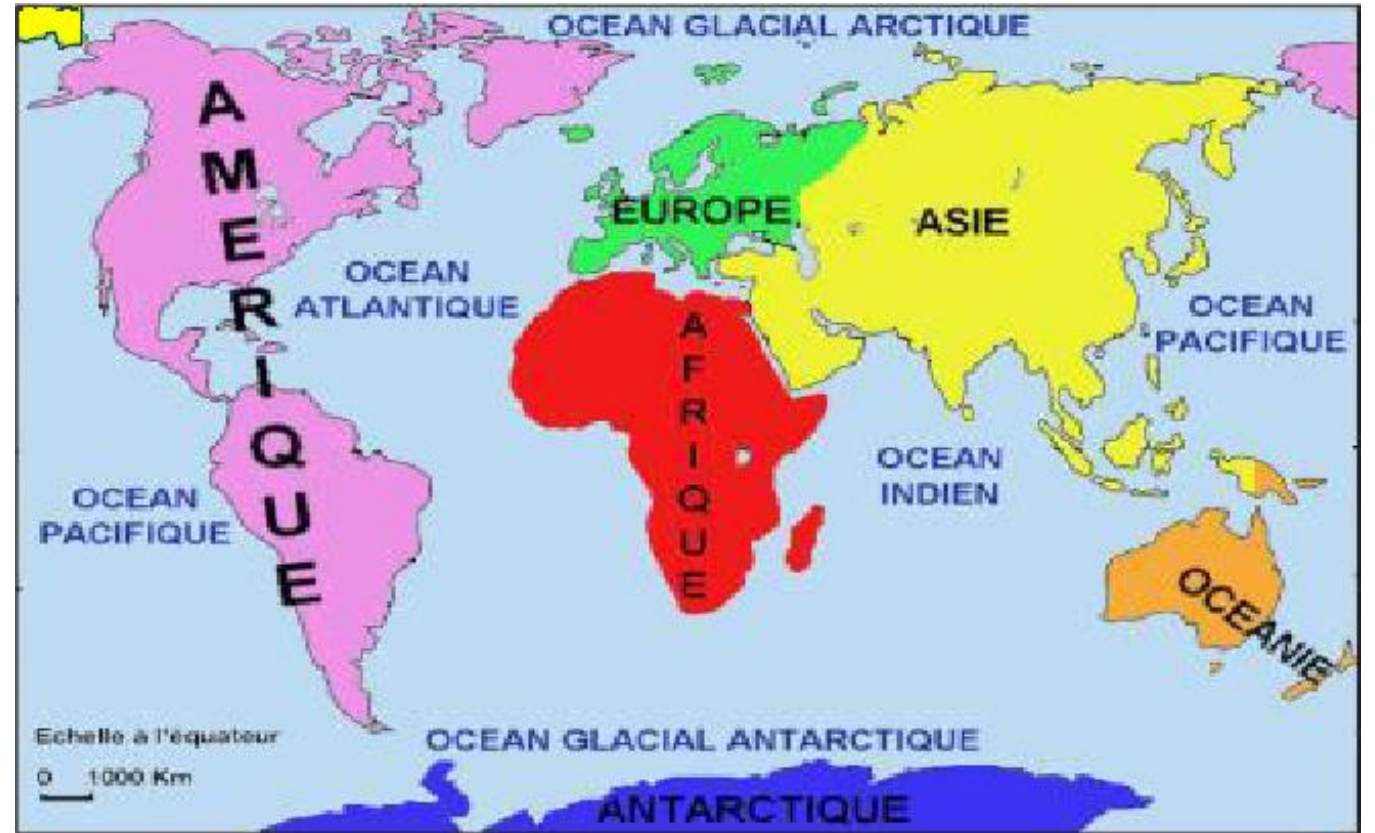 OCEAN GLACIAL ARCTIQUE
AMERIQUE
EUROPE
ASIE
OCEAN
ATLANTIQUE
OCEAN
PACIFIQUE
AFRIQUE
OCEAN
INDIEN
OCEAN
PACIFIQUE
OCEANIE
Echelle à l'équateur
0 1000 Km
OCEAN GLACIAL ANTARCTIQUE
ANTARCTIQUE